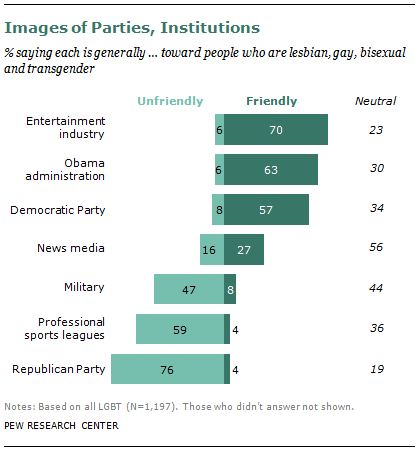 Images of Parties, Institutions
% saying each is generally ... toward people who are lesbian, gay, bisexual
and transgender
Unfriendly Friendly Neutral
Entertainment
industry 6 70 23
Obama
administration 6 63 30
Democratic Party 8 57 34
News media 16 27 56
Military 47 8 44
Professional
sports leagues 59 4 36
Republican Party 76 4 19
Notes: Based on all LGBT (N=1,197). Those who didn't answer not shown.
PEW RESEARCH CENTER